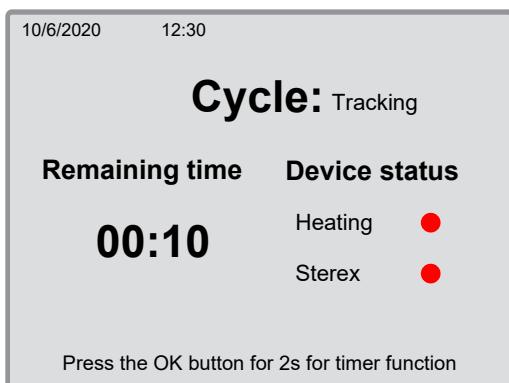 10/6/2020 12:30
Cycle: Tracking
Remaining time
Device status
00:10
Heating
Sterex
Press the OK button for 2s for timer function